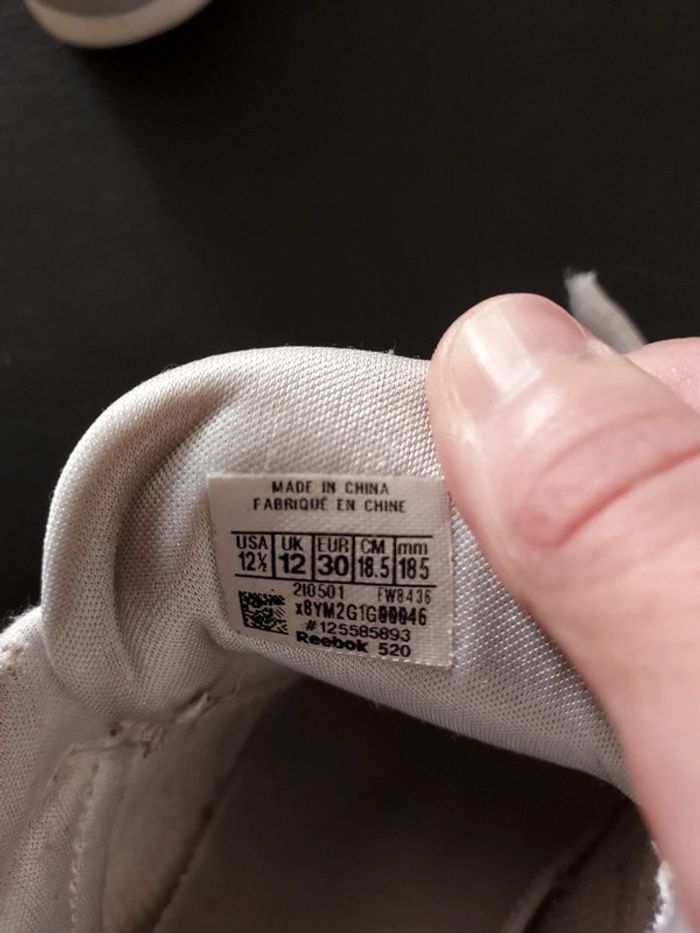 MADE IN CHINA
FABRIQUÉ EN CHINE
USA UK EUR CM mm
12½ 12 30 18.5 185
210501 FW8436
x8YM2G1G00046
#125585893
Reebok 520